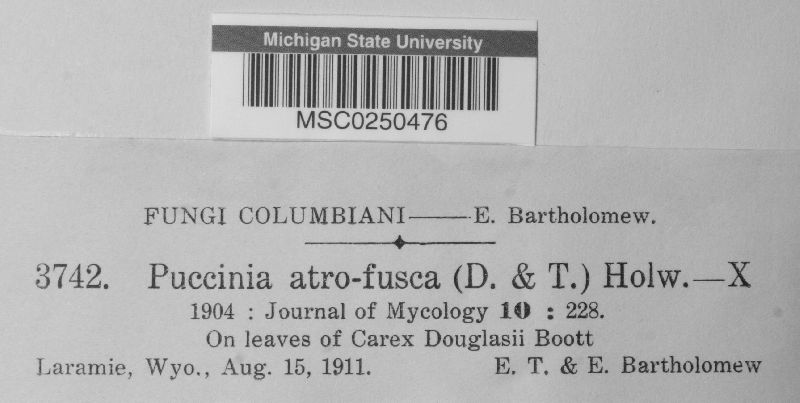 Michigan State University
MSC0250476
FUNGI COLUMBIANI——E. Bartholomew.
3742. Puccinia atro-fusca (D. & T.) Holw.—X
1904 : Journal of Mycology 10 : 228.
On leaves of Carex Douglasii Boott
Laramie, Wyo., Aug. 15, 1911. E. T. & E. Bartholomew